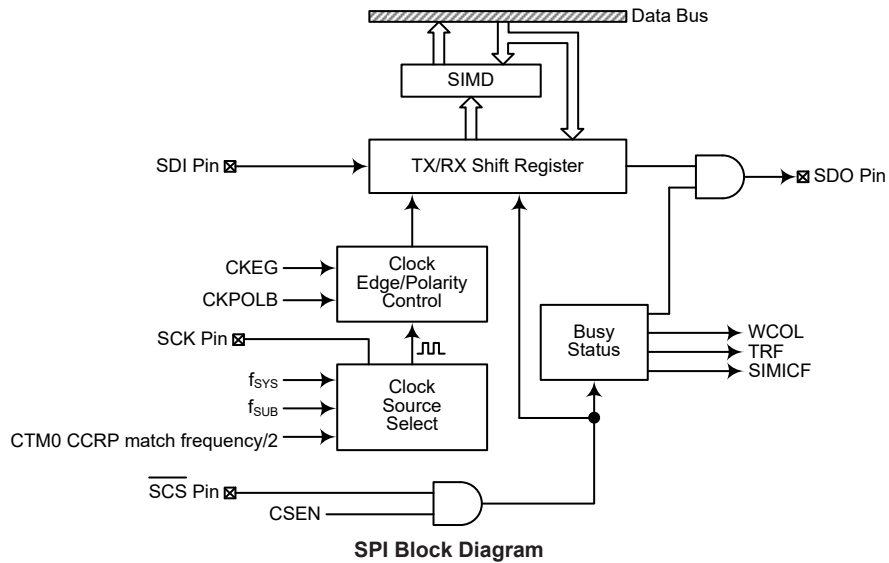 Data Bus
SIMD
SDI Pin
TX/RX Shift Register
SDO Pin
CKEG
CKPOLB
Clock
Edge/Polarity
Control
SCK Pin
Busy
Status
WCOL
TRF
SIMICF
fSYS
fSUB
CTM0 CCRP match frequency/2
Clock
Source
Select
SCS Pin
CSEN
SPI Block Diagram